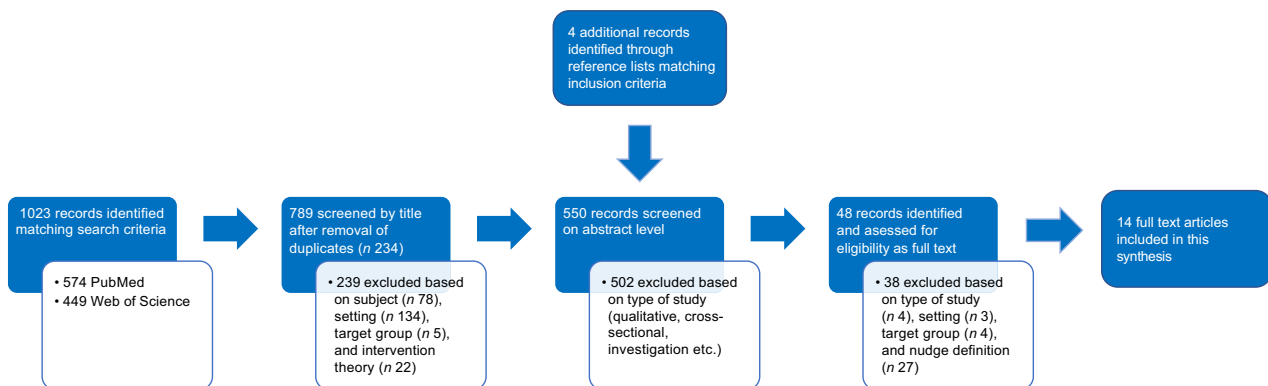 4 additional records
identified through
reference lists matching
inclusion criteria
1023 records identified
matching search criteria
• 574 PubMed
• 449 Web of Science
789 screened by title
after removal of
duplicates (n 234)
• 239 excluded based
on subject (n 78),
setting (n 134),
target group (n 5),
and intervention
theory (n 22)
550 records screened
on abstract level
• 502 excluded based
on type of study
(qualitative, cross-
sectional,
investigation etc.)
48 records identified
and asessed for
eligibility as full text
• 38 excluded based
on type of study
(n 4), setting (n 3),
target group (n 4),
and nudge definition
(n 27)
14 full text articles
included in this
synthesis